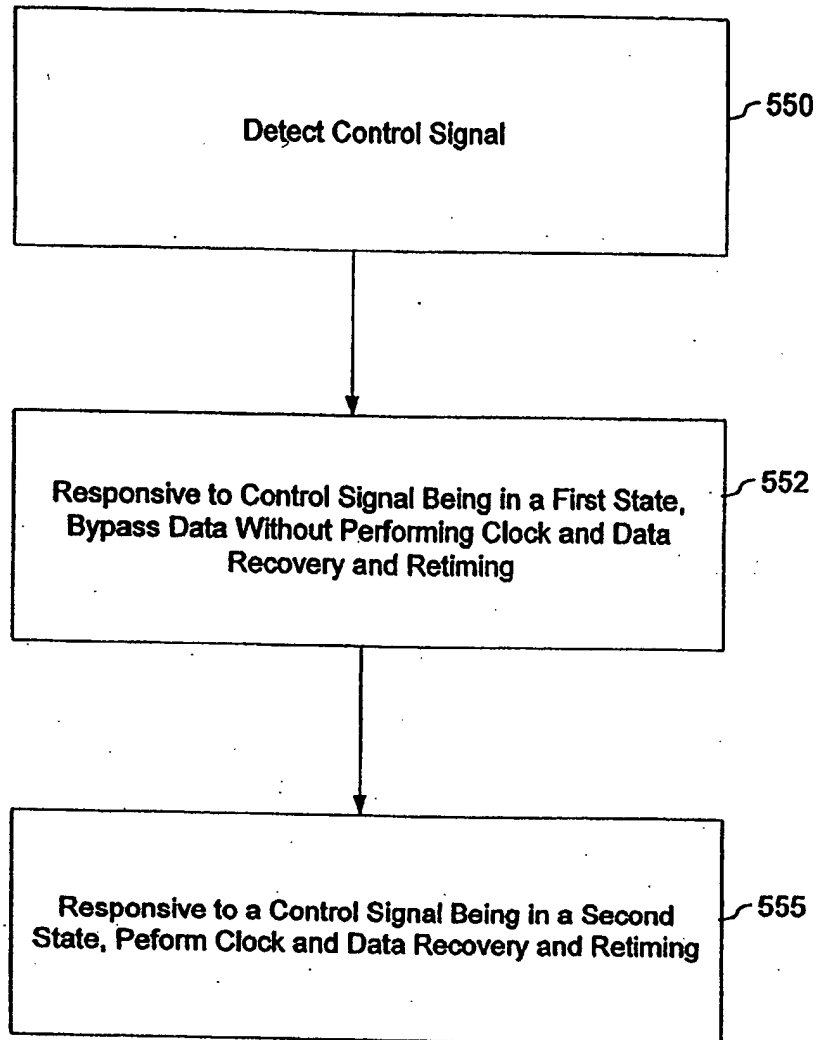 Detect Control Signal
550
Responsive to Control Signal Being in a First State,
Bypass Data Without Performing Clock and Data
Recovery and Retiming
552
Responsive to a Control Signal Being in a Second
State, Peform Clock and Data Recovery and Retiming
555